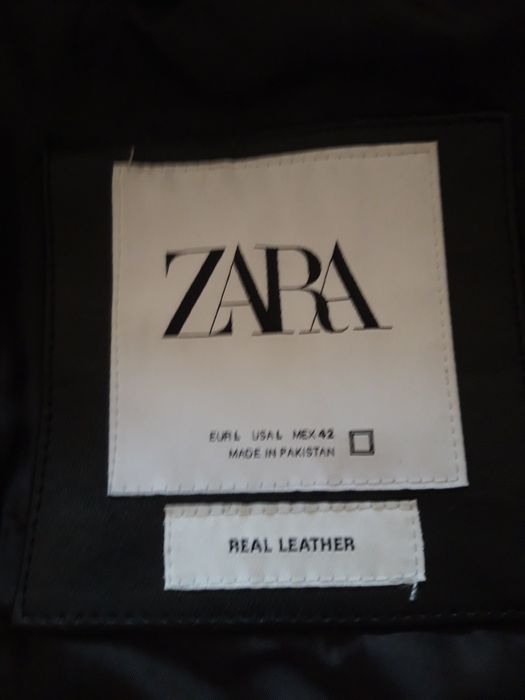 ZARA
EUR L USA L MEX 42
MADE IN PAKISTAN
REAL LEATHER